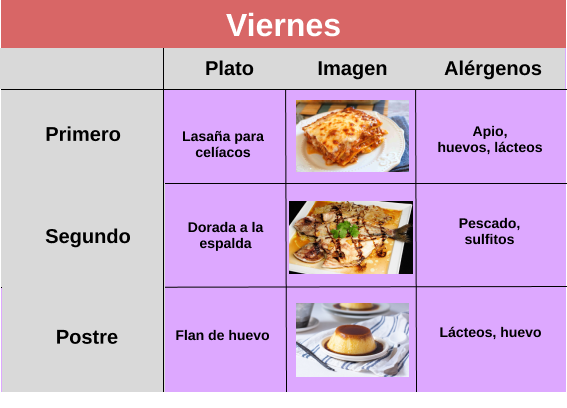 Viernes
Plato
Imagen
Alérgenos
Primero
Lasaña para
celíacos
Apio,
huevos, lácteos
Segundo
Dorada a la
espalda
Pescado,
sulfitos
Postre
Flan de huevo
Lácteos, huevo